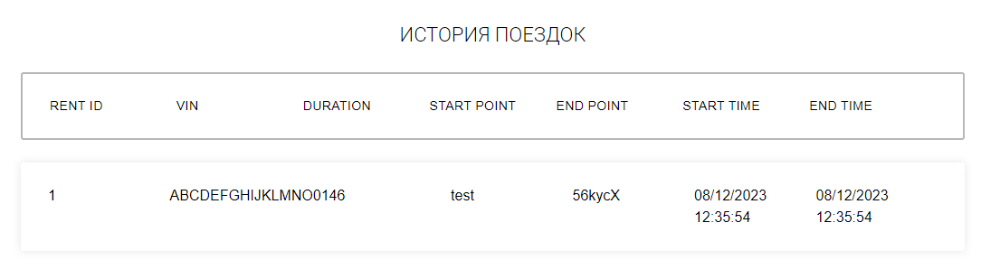 ИСТОРИЯ ПОЕЗДОК
RENT ID VIN DURATION START POINT END POINT START TIME END TIME
1 ABCDEFGHIJKLMNO0146 test 56kycX 08/12/2023 08/12/2023
12:35:54 12:35:54